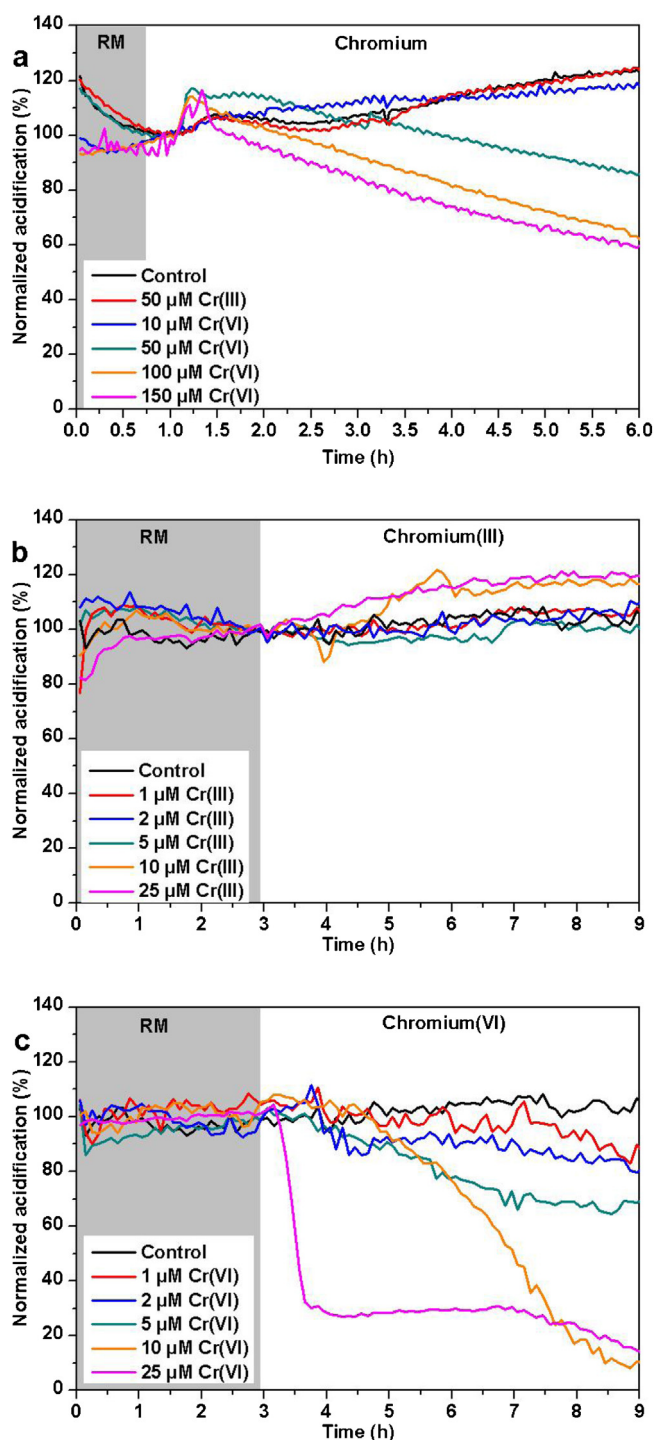 a
RM
Chromium
Normalized acidification (%)
140
120
100
80
60
40
20
0
Control
50 µM Cr(III)
10 µM Cr(VI)
50 µM Cr(VI)
100 µM Cr(VI)
150 µM Cr(VI)
0.0 0.5 1.0 1.5 2.0 2.5 3.0 3.5 4.0 4.5 5.0 5.5 6.0
Time (h)
b
RM
Chromium(III)
Normalized acidification (%)
140
120
100
80
60
40
20
0
Control
1 µM Cr(III)
2 µM Cr(III)
5 µM Cr(III)
10 µM Cr(III)
25 µM Cr(III)
0 1 2 3 4 5 6 7 8 9
Time (h)
c
RM
Chromium(VI)
Normalized acidification (%)
140
120
100
80
60
40
20
0
Control
1 µM Cr(VI)
2 µM Cr(VI)
5 µM Cr(VI)
10 µM Cr(VI)
25 µM Cr(VI)
0 1 2 3 4 5 6 7 8 9
Time (h)